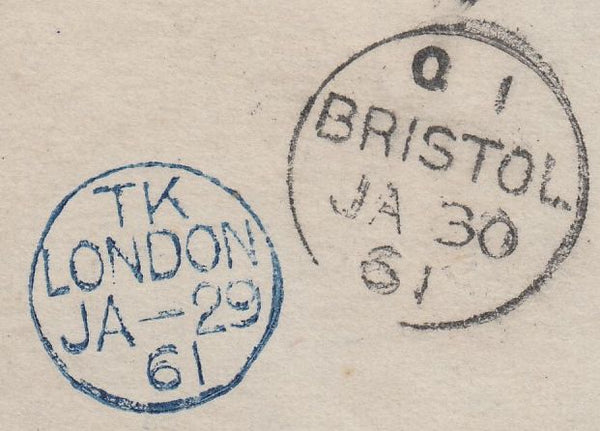 TK
LONDON
JA-29
61
Q 1
BRISTOL
JA 30
61